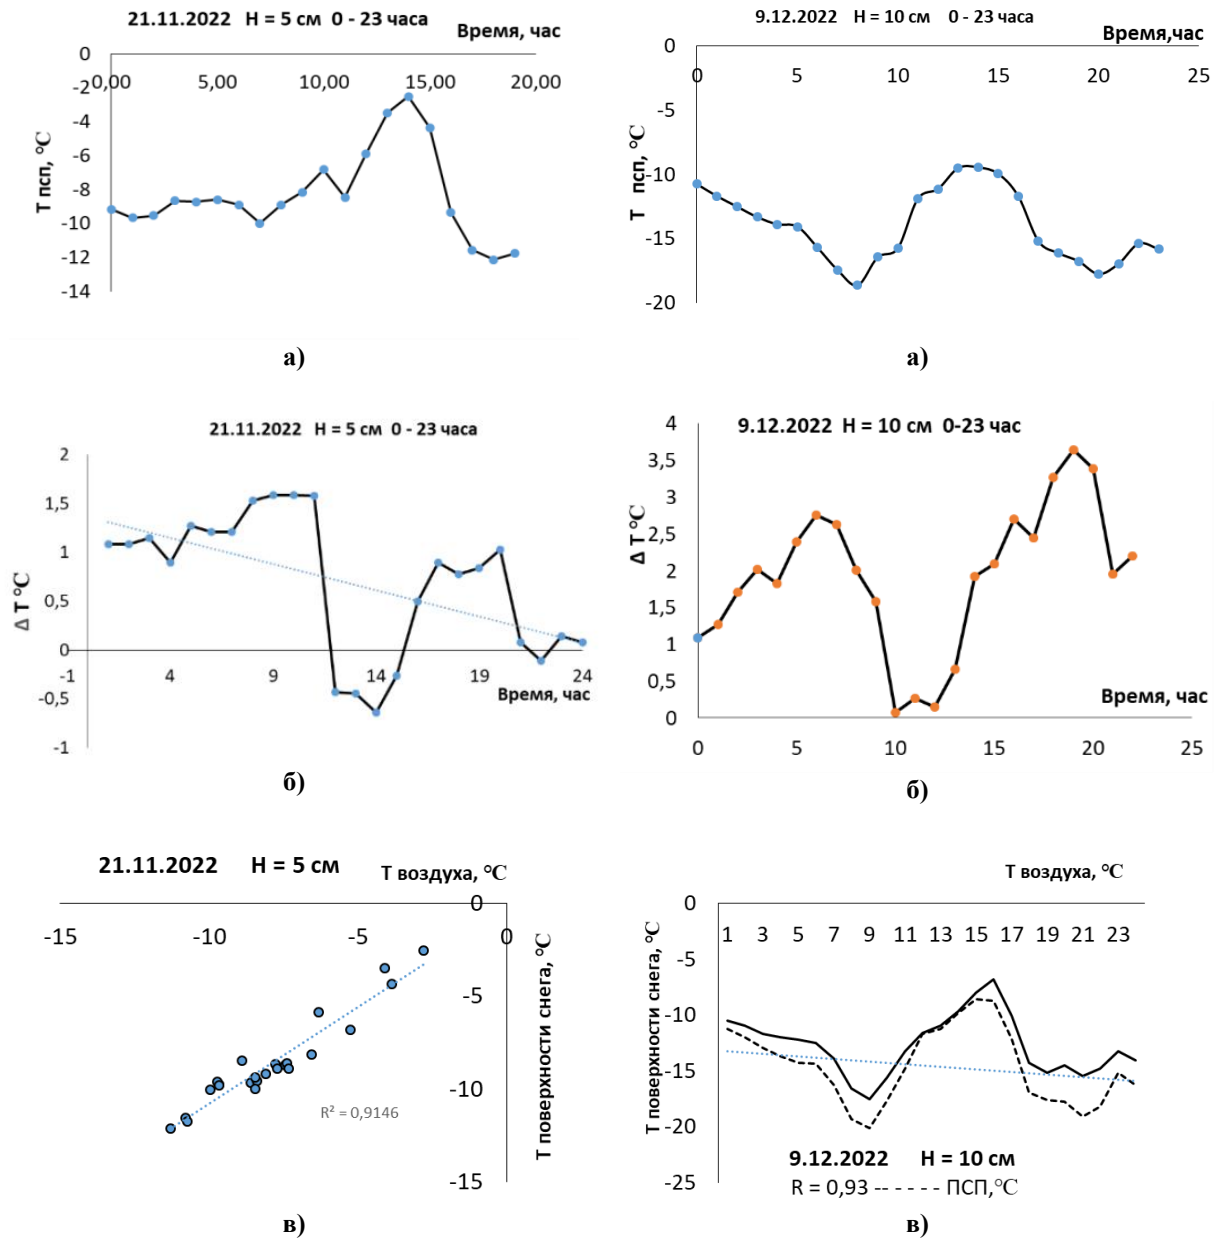 21.11.2022 H = 5 см 0 - 23 часа
Время, час
0
-2
-4
-6
-8
-10
-12
-14
0,00 5,00 10,00 15,00 20,00
Т псп, °С
а)
9.12.2022 H = 10 см 0 - 23 часа
Время,час
0
-5
-10
-15
-20
0 5 10 15 20 25
Т псп, °С
а)
21.11.2022 H = 5 см 0 - 23 часа
2
1,5
1
0,5
0
-0,5
-1
-1 4 9 14 19 24
Время, час
Δ Т °С
б)
9.12.2022 H = 10 см 0-23 час
4
3,5
3
2,5
2
1,5
1
0,5
0
0 5 10 15 20 25
Время, час
Δ Т °С
б)
21.11.2022 H = 5 см
Т воздуха, °С
0
-5
-10
-15
-15 -10 -5 0
Т поверхности снега, °С
R² = 0,9146
в)
Т воздуха, °С
0
-5
-10
-15
-20
-25
1 3 5 7 9 11 13 15 17 19 21 23
Т поверхности снега, °С
9.12.2022 H = 10 см
R = 0,93 - - - - - - - ПСП,°С
в)